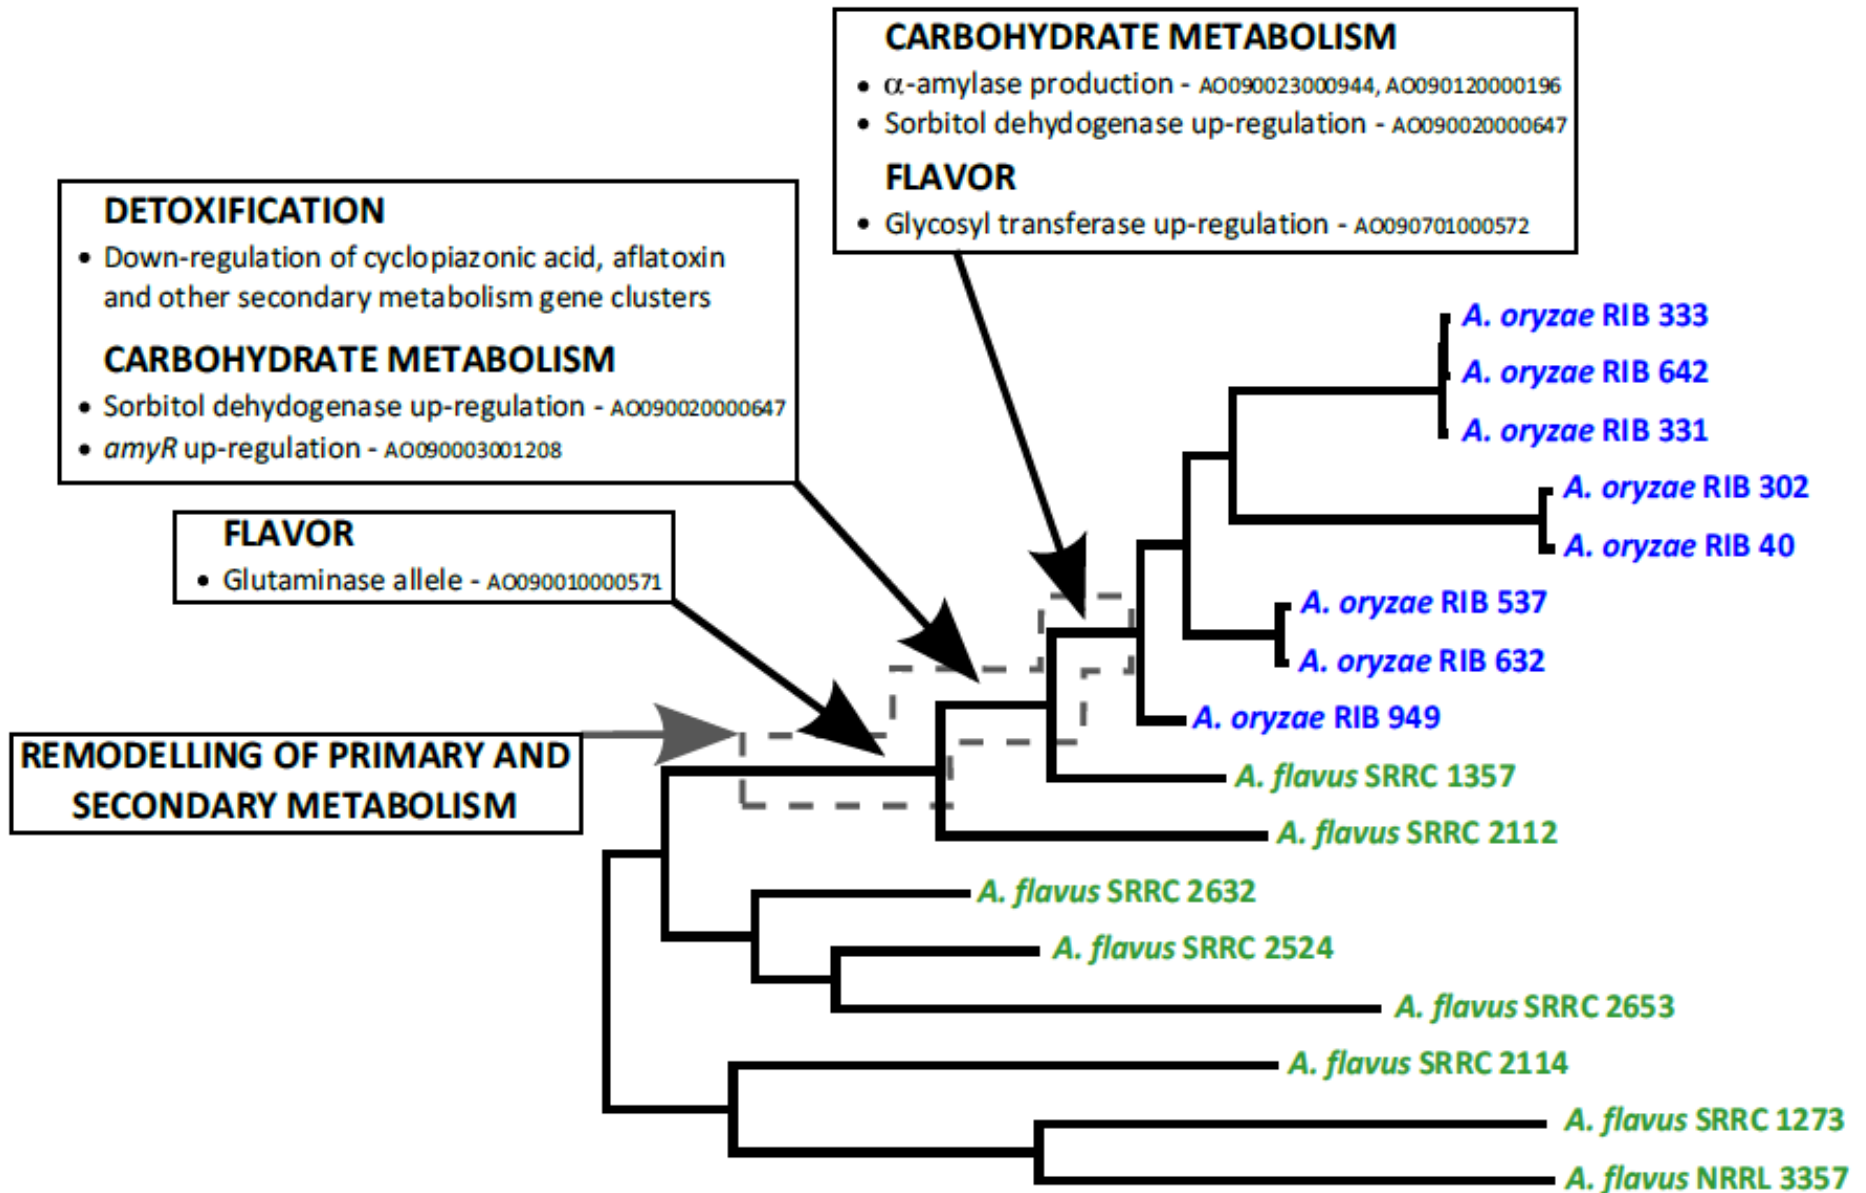 CARBOHYDRATE METABOLISM
• α-amylase production - AO090023000944, AO090120000196
• Sorbitol dehydrogenase up-regulation - AO090020000647
FLAVOR
• Glycosyl transferase up-regulation - AO090701000572
DETOXIFICATION
• Down-regulation of cyclopiazonic acid, aflatoxin
and other secondary metabolism gene clusters
CARBOHYDRATE METABOLISM
• Sorbitol dehydrogenase up-regulation - AO090020000647
• amyR up-regulation - AO090003001208
FLAVOR
• Glutaminase allele - AO090010000571
REMODELLING OF PRIMARY AND
SECONDARY METABOLISM
A. oryzae RIB 333
A. oryzae RIB 642
A. oryzae RIB 331
A. oryzae RIB 302
A. oryzae RIB 40
A. oryzae RIB 537
A. oryzae RIB 632
A. oryzae RIB 949
A. flavus SRRC 1357
A. flavus SRRC 2112
A. flavus SRRC 2632
A. flavus SRRC 2524
A. flavus SRRC 2653
A. flavus SRRC 2114
A. flavus SRRC 1273
A. flavus NRRL 3357